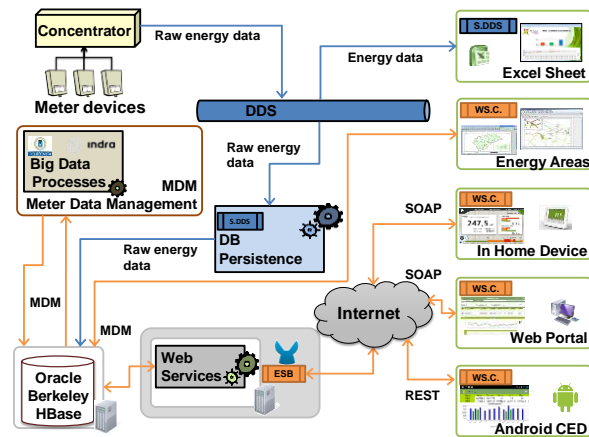 Concentrator
Raw energy data
S.DDS
Energy data
Excel Sheet
Meter devices
DDS
WS.C.
Energy Areas
indra
Big Data
Processes
MDM
Meter Data Management
Raw energy
data
S.DDS
DB
Persistence
Raw energy
data
SOAP
WS.C.
747,5
In Home Device
MDM
MDM
SOAP
WS.C.
Internet
Web Portal
Web
Services
ESB
Oracle
Berkeley
HBase
REST
WS.C.
Android CED